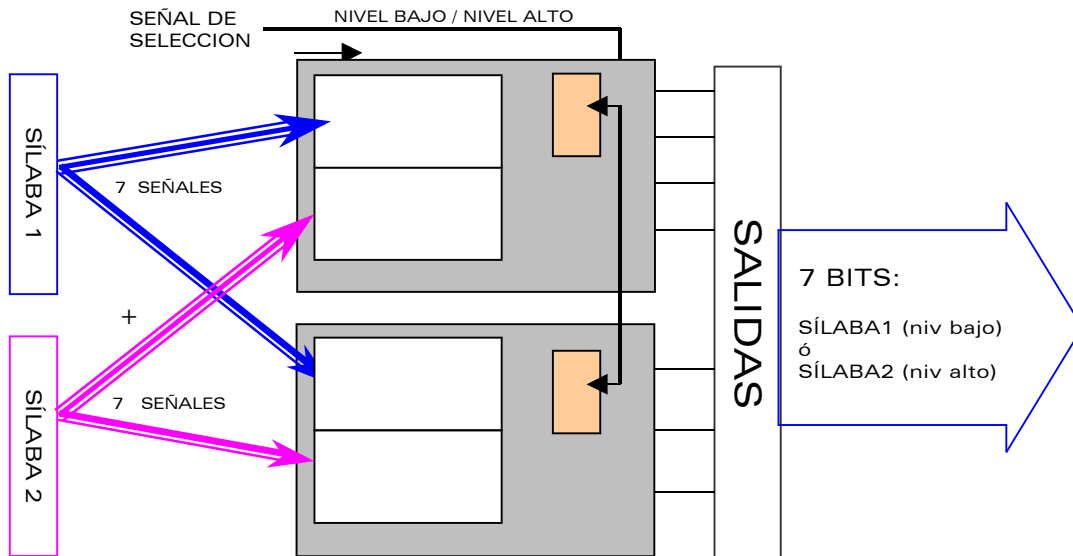 SEÑAL DE
SELECCION
NIVEL BAJO / NIVEL ALTO
SÍLABA 1
7 SEÑALES
+
SÍLABA 2
7 SEÑALES
SALIDAS
7 BITS:
SÍLABA1 (niv bajo)
ó
SÍLABA2 (niv alto)